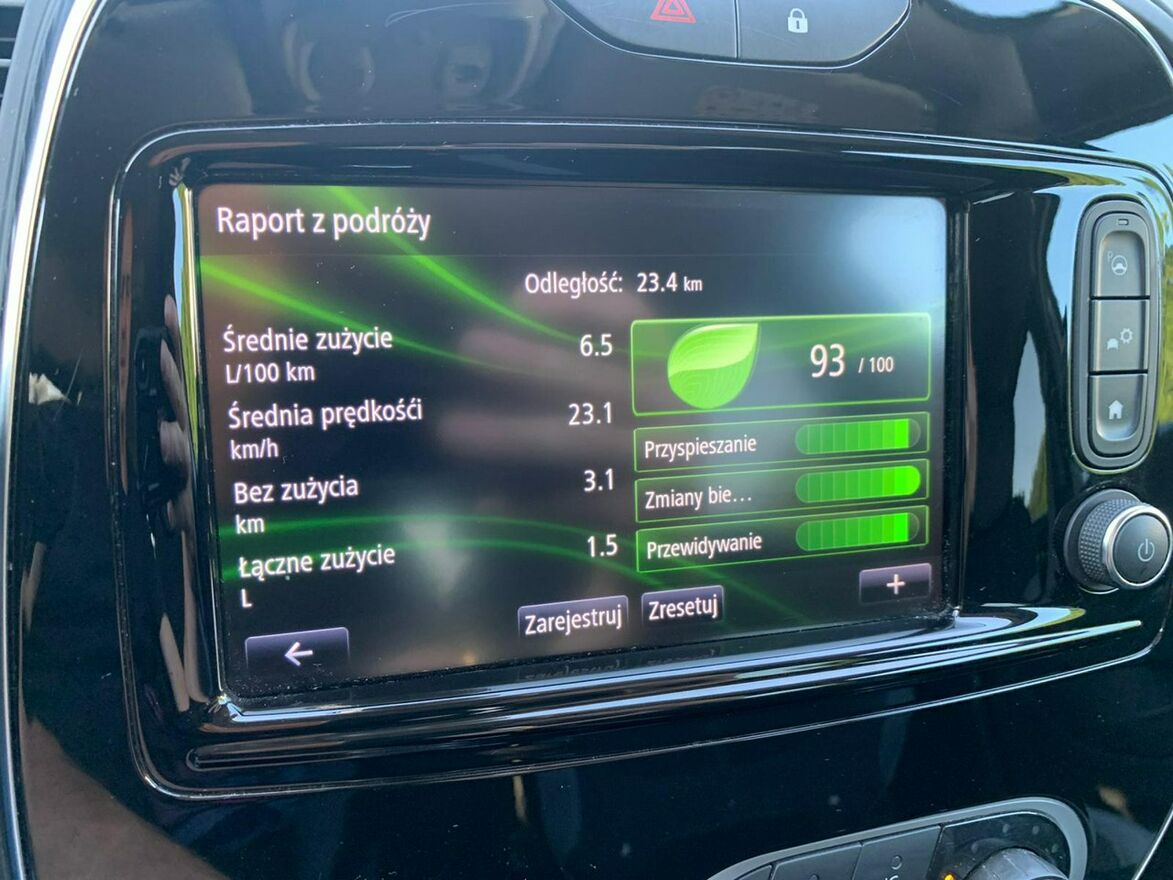 Raport z podróży
Odległość: 23.4 km
Średnie zużycie 6.5
L/100 km
93 / 100
Średnia prędkośći 23.1
km/h
Przyspieszanie
Bez zużycia 3.1
km
Zmiany bie...
Łączne zużycie 1.5
L
Przewidywanie
+
Zarejestruj Zresetuj